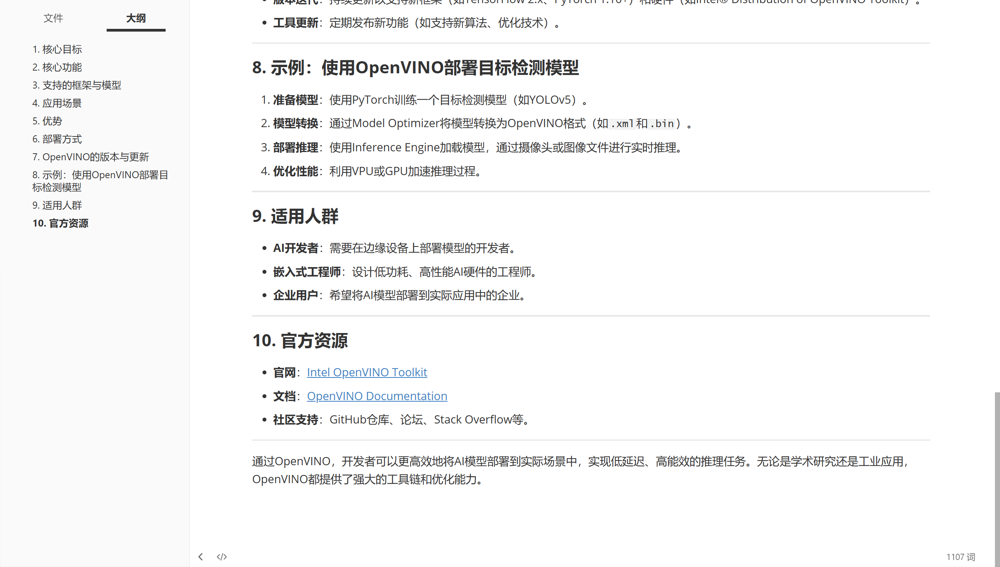 文件
大纲
1. 核心目标
2. 核心功能
3. 支持的框架与模型
4. 应用场景
5. 优势
6. 部署方式
7. OpenVINO的版本与更新
8. 示例：使用OpenVINO部署目
标检测模型
9. 适用人群
10. 官方资源
版本迭代：持续更新以支持新框架（如TensorFlow 2.x、PyTorch 1.10+）和硬件（如Intel® Distribution of OpenVINO Toolkit）。
工具更新：定期发布新功能（如支持新算法、优化技术）。
8. 示例：使用OpenVINO部署目标检测模型
1. 准备模型：使用PyTorch训练一个目标检测模型（如YOLOv5）。
2. 模型转换：通过Model Optimizer将模型转换为OpenVINO格式（如.xml和.bin）。
3. 部署推理：使用Inference Engine加载模型，通过摄像头或图像文件进行实时推理。
4. 优化性能：利用VPU或GPU加速推理过程。
9. 适用人群
AI开发者：需要在边缘设备上部署模型的开发者。
嵌入式工程师：设计低功耗、高性能AI硬件的工程师。
企业用户：希望将AI模型部署到实际应用中的企业。
10. 官方资源
官网：Intel OpenVINO Toolkit
文档：OpenVINO Documentation
社区支持：GitHub仓库、论坛、Stack Overflow等。
通过OpenVINO，开发者可以更高效地将AI模型部署到实际场景中，实现低延迟、高能效的推理任务。无论是学术研究还是工业应用，
OpenVINO都提供了强大的工具链和优化能力。
1107 词